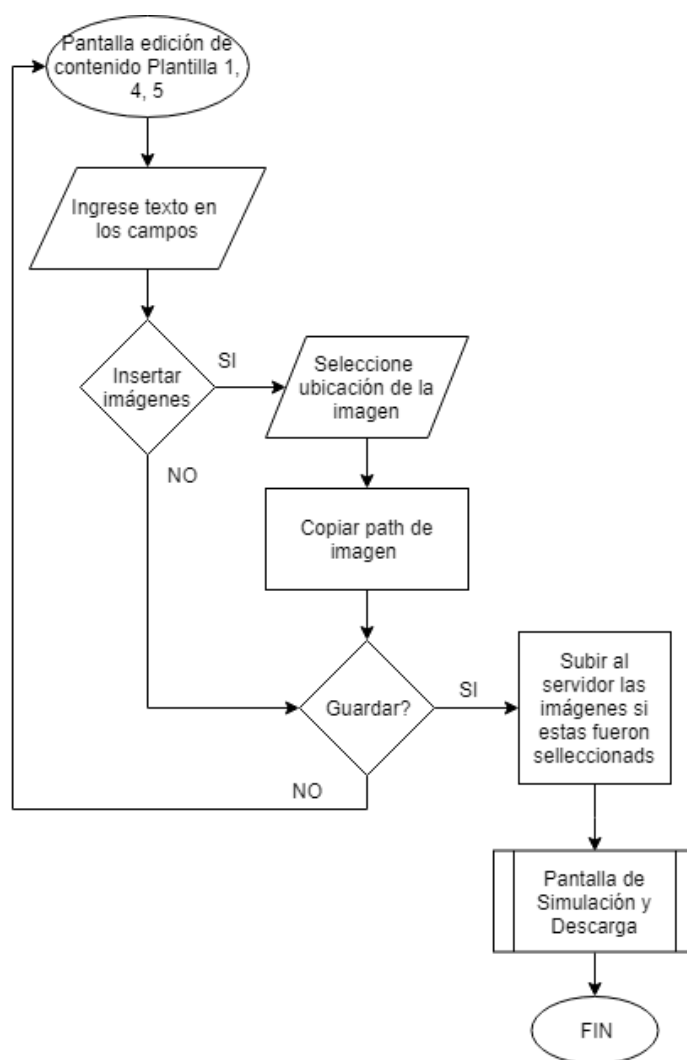 Pantalla edición de
contenido Plantilla 1,
4, 5
Ingrese texto en
los campos
Insertar
imágenes
SI
Seleccione
ubicación de la
imagen
NO
Copiar path de
imagen
Guardar?
SI
Subir al
servidor las
imágenes si
estas fueron
selleccionads
NO
Pantalla de
Simulación y
Descarga
FIN